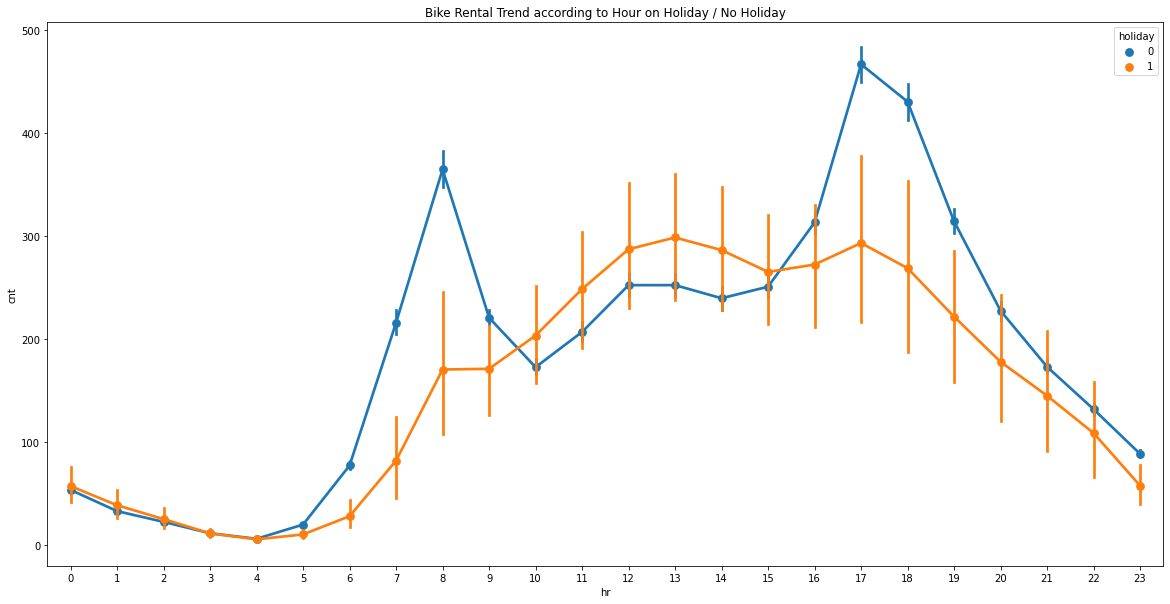 Bike Rental Trend according to Hour on Holiday / No Holiday
holiday
0
1
500
400
300
200
100
0
cnt
0 1 2 3 4 5 6 7 8 9 10 11 12 13 14 15 16 17 18 19 20 21 22 23
hr